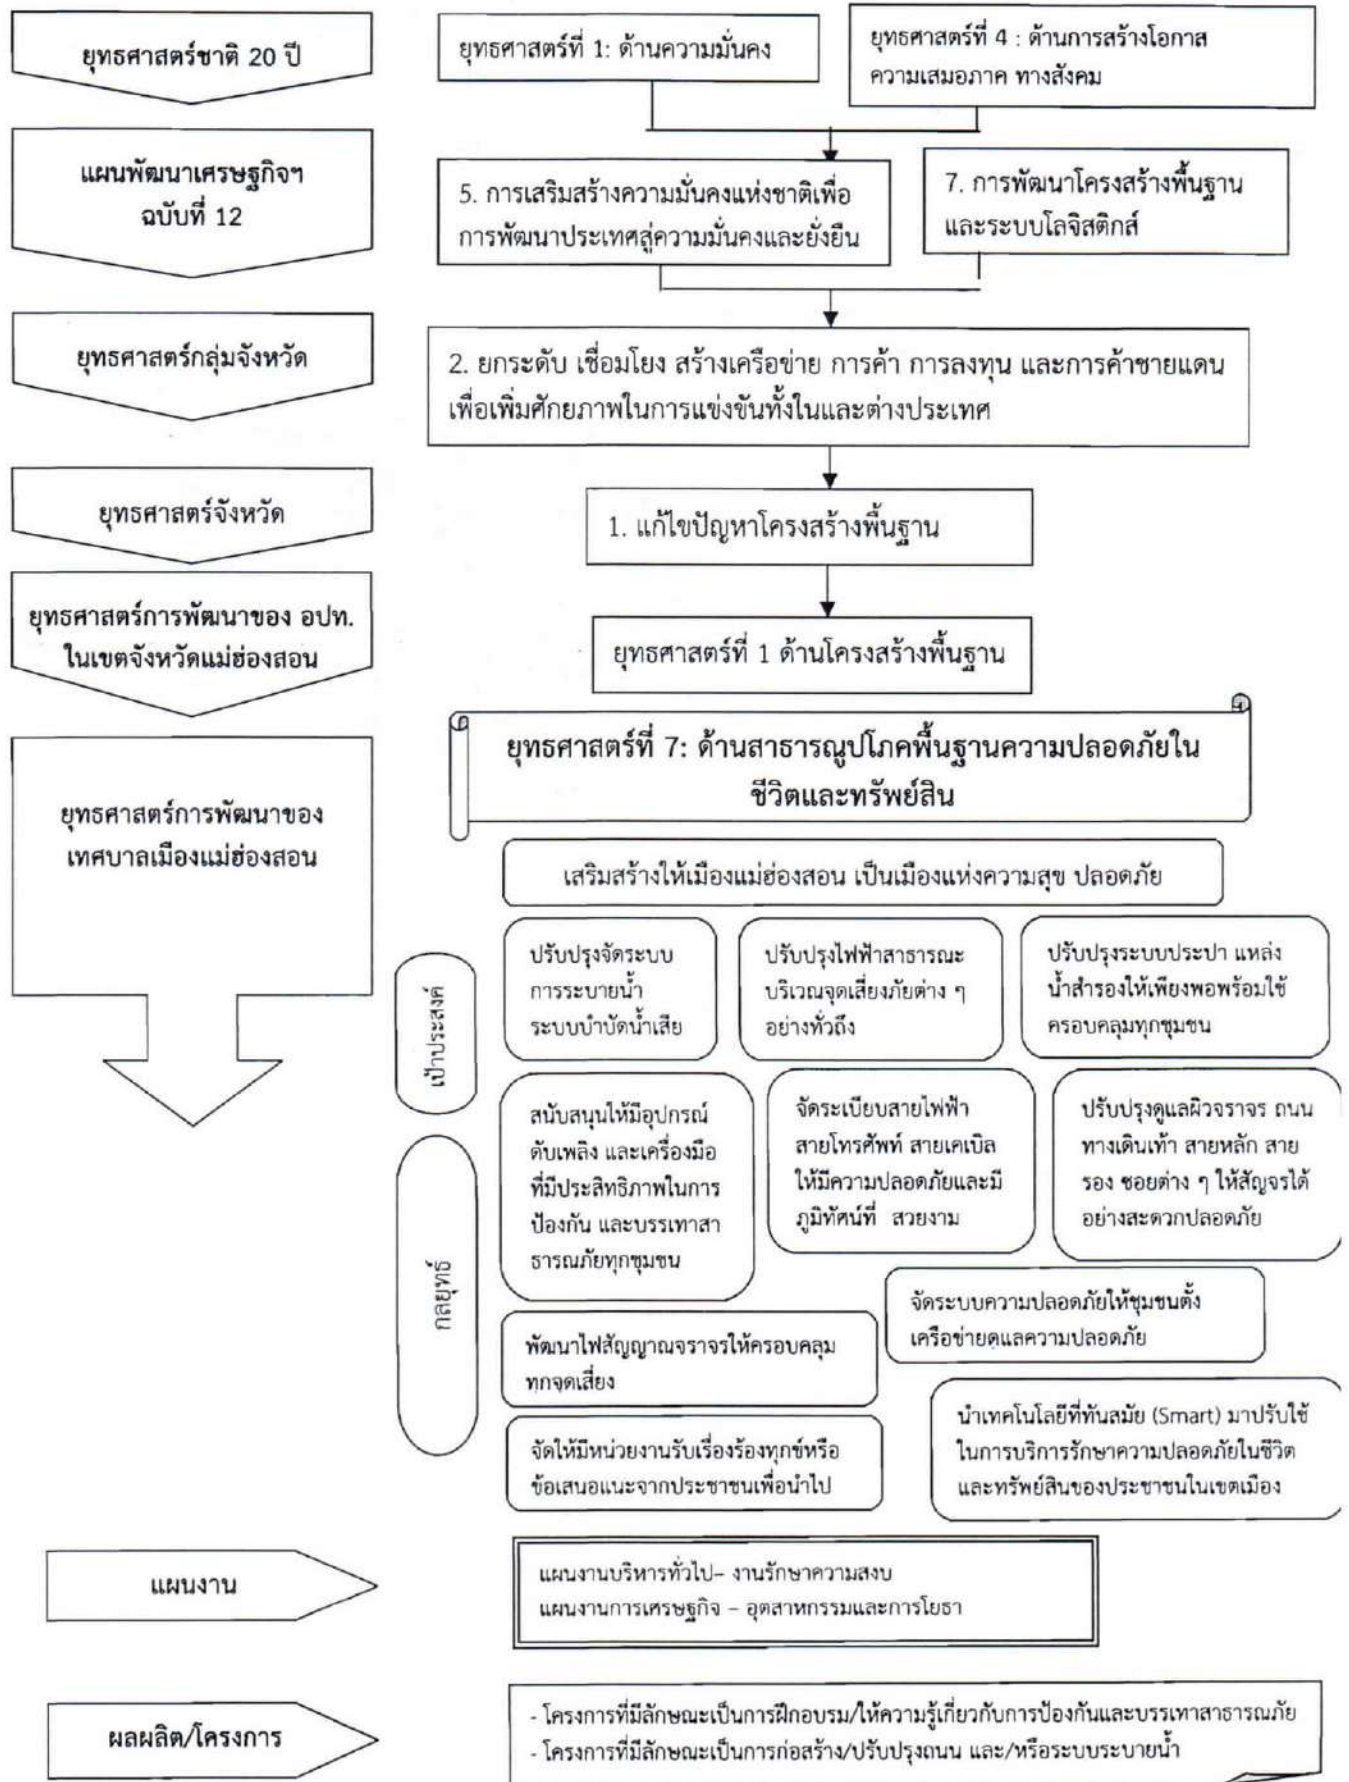 ยุทธศาสตร์ชาติ 20 ปี
ยุทธศาสตร์ที่ 1: ด้านความมั่นคง
ยุทธศาสตร์ที่ 4 : ด้านการสร้างโอกาส
ความเสมอภาค ทางสังคม
แผนพัฒนาเศรษฐกิจฯ
ฉบับที่ 12
5. การเสริมสร้างความมั่นคงแห่งชาติเพื่อ
การพัฒนาประเทศสู่ความมั่นคงและยั่งยืน
7. การพัฒนาโครงสร้างพื้นฐาน
และระบบโลจิสติกส์
ยุทธศาสตร์กลุ่มจังหวัด
2. ยกระดับ เชื่อมโยง สร้างเครือข่าย การค้า การลงทุน และการค้าชายแดน
เพื่อเพิ่มศักยภาพในการแข่งขันทั้งในและต่างประเทศ
ยุทธศาสตร์จังหวัด
1. แก้ไขปัญหาโครงสร้างพื้นฐาน
ยุทธศาสตร์การพัฒนาของ อปท.
ในเขตจังหวัดแม่ฮ่องสอน
ยุทธศาสตร์ที่ 1 ด้านโครงสร้างพื้นฐาน
ยุทธศาสตร์การพัฒนาของ
เทศบาลเมืองแม่ฮ่องสอน
ยุทธศาสตร์ที่ 7: ด้านสาธารณูปโภคพื้นฐานความปลอดภัยใน
ชีวิตและทรัพย์สิน
เสริมสร้างให้เมืองแม่ฮ่องสอน เป็นเมืองแห่งความสุข ปลอดภัย
เป้าประสงค์
ปรับปรุงจัดระบบ
การระบายน้ำ
ระบบบำบัดน้ำเสีย
ปรับปรุงไฟฟ้าสาธารณะ
บริเวณจุดเสี่ยงภัยต่าง ๆ
อย่างทั่วถึง
ปรับปรุงระบบประปา แหล่ง
น้ำสำรองให้เพียงพอพร้อมใช้
ครอบคลุมทุกชุมชน
กลยุทธ์
สนับสนุนให้มีอุปกรณ์
ดับเพลิง และเครื่องมือ
ที่มีประสิทธิภาพในการ
ป้องกัน และบรรเทาสา
ธารณภัยทุกชุมชน
จัดระเบียบสายไฟฟ้า
สายโทรศัพท์ สายเคเบิล
ให้มีความปลอดภัยและมี
ภูมิทัศน์ที่ สวยงาม
ปรับปรุงดูแลผิวจราจร ถนน
ทางเดินเท้า สายหลัก สาย
รอง ซอยต่าง ๆ ให้สัญจรได้
อย่างสะดวกปลอดภัย
จัดระบบความปลอดภัยให้ชุมชนตั้ง
เครือข่ายดูแลความปลอดภัย
พัฒนาไฟสัญญาณจราจรให้ครอบคลุม
ทุกจุดเสี่ยง
นำเทคโนโลยีที่ทันสมัย (Smart) มาปรับใช้
ในการบริการรักษาความปลอดภัยในชีวิต
และทรัพย์สินของประชาชนในเขตเมือง
จัดให้มีหน่วยงานรับเรื่องร้องทุกข์หรือ
ข้อเสนอแนะจากประชาชนเพื่อนำไป
แผนงาน
แผนงานบริหารทั่วไป– งานรักษาความสงบ
แผนงานการเศรษฐกิจ – อุตสาหกรรมและการโยธา
ผลผลิต/โครงการ
- โครงการที่มีลักษณะเป็นการฝึกอบรม/ให้ความรู้เกี่ยวกับการป้องกันและบรรเทาสาธารณภัย
- โครงการที่มีลักษณะเป็นการก่อสร้าง/ปรับปรุงถนน และ/หรือระบบระบายน้ำ